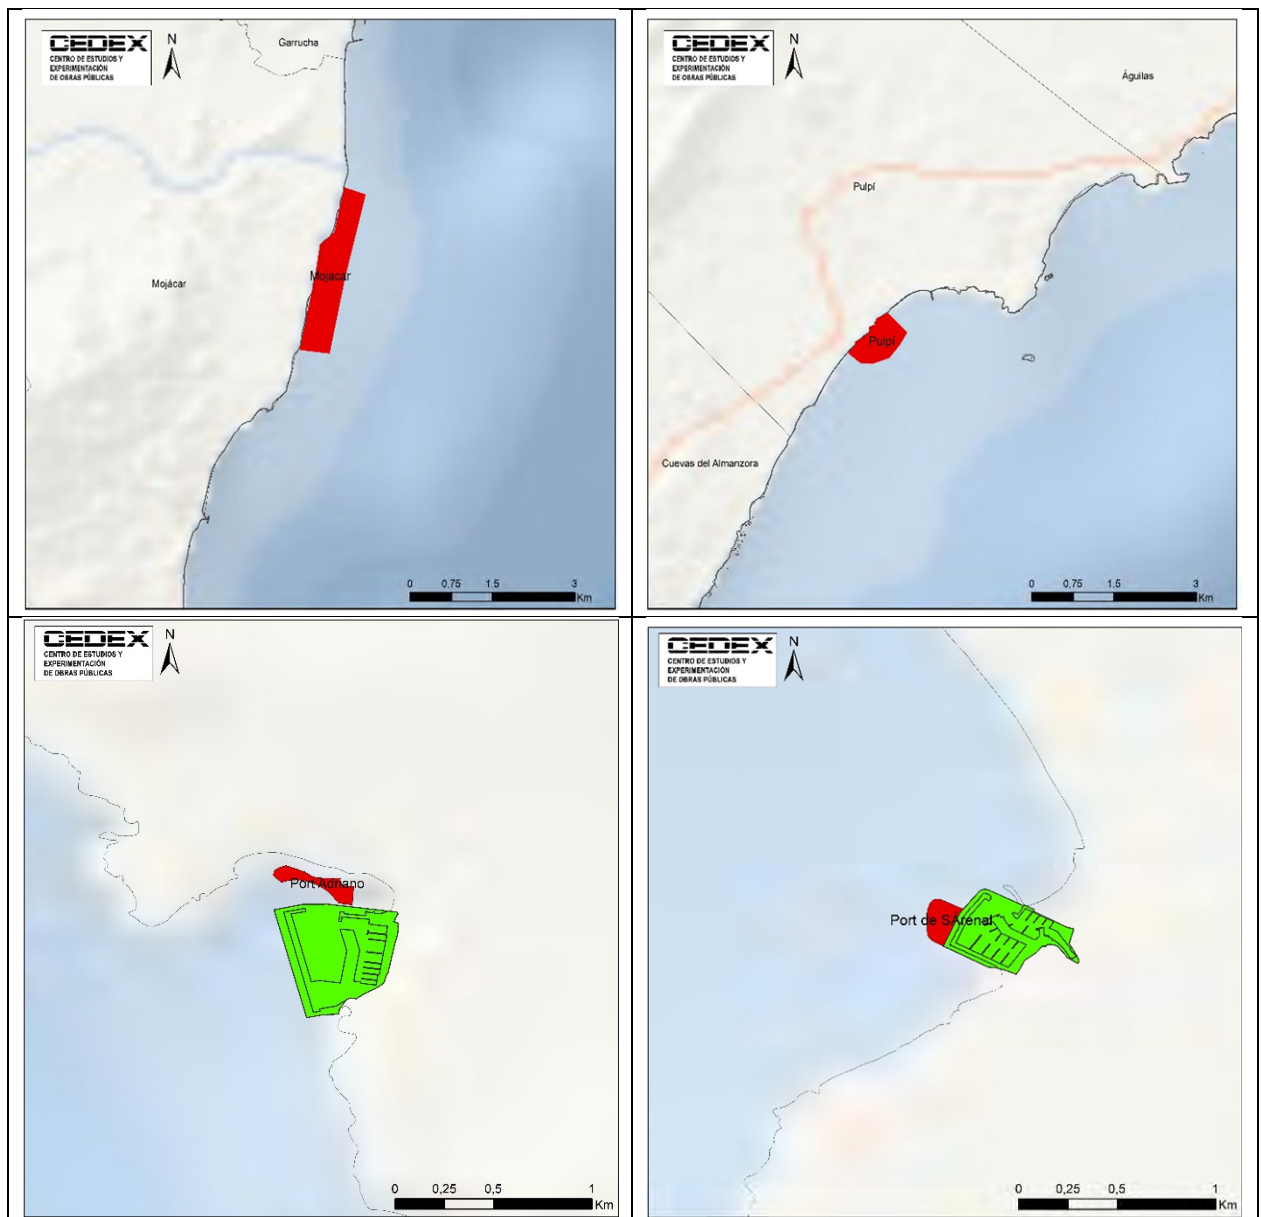 CEDEX
CENTRO DE ESTUDIOS Y
EXPERIMENTACIÓN
DE OBRAS PÚBLICAS
N
Garrucha
Mojácar
Mojacar
0 0,75 1.5 3
Km
CEDEX
CENTRO DE ESTUDIOS Y
EXPERIMENTACIÓN
DE OBRAS PÚBLICAS
N
Águilas
Pulpí
Pulpí
Cuevas del Almanzora
0 0,75 1.5 3
Km
CEDEX
CENTRO DE ESTUDIOS Y
EXPERIMENTACIÓN
DE OBRAS PÚBLICAS
N
Port Adriano
0 0,25 0,5 1
Km
CEDEX
CENTRO DE ESTUDIOS Y
EXPERIMENTACIÓN
DE OBRAS PÚBLICAS
N
Port de SArenal
0 0,25 0,5 1
Km